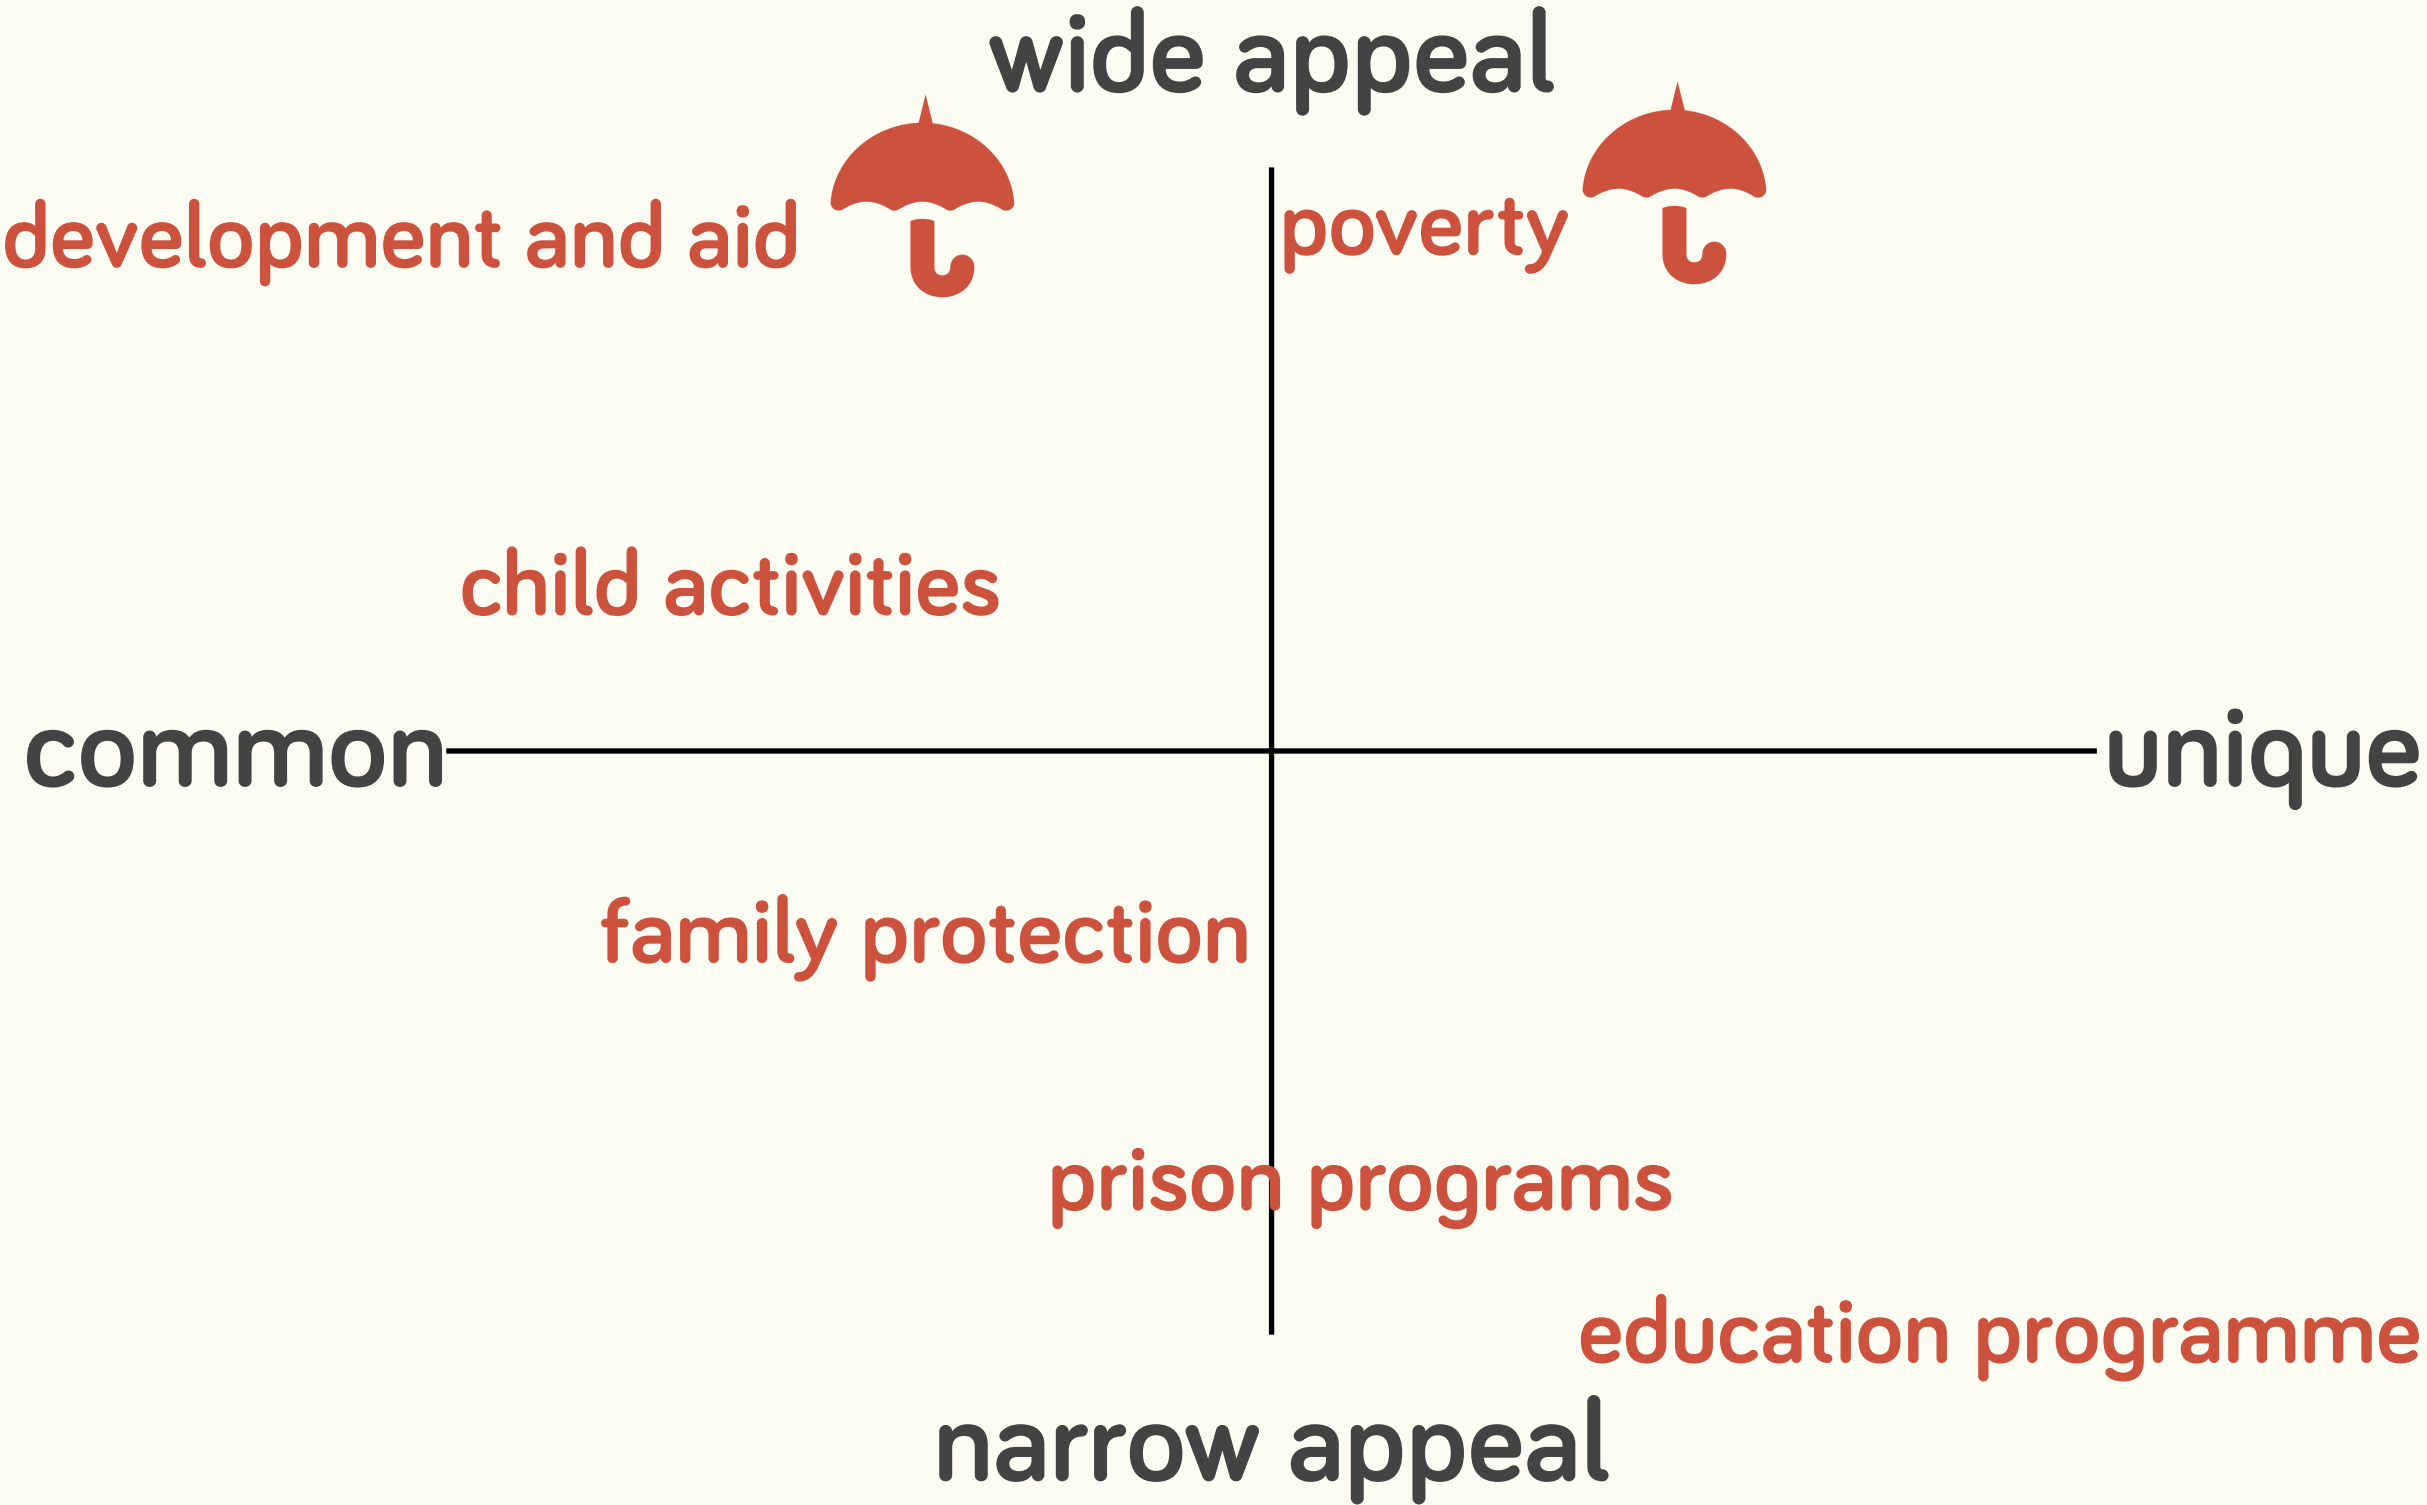 wide appeal
development and aid
poverty
child activities
common
unique
family protection
prison programs
education programme
narrow appeal